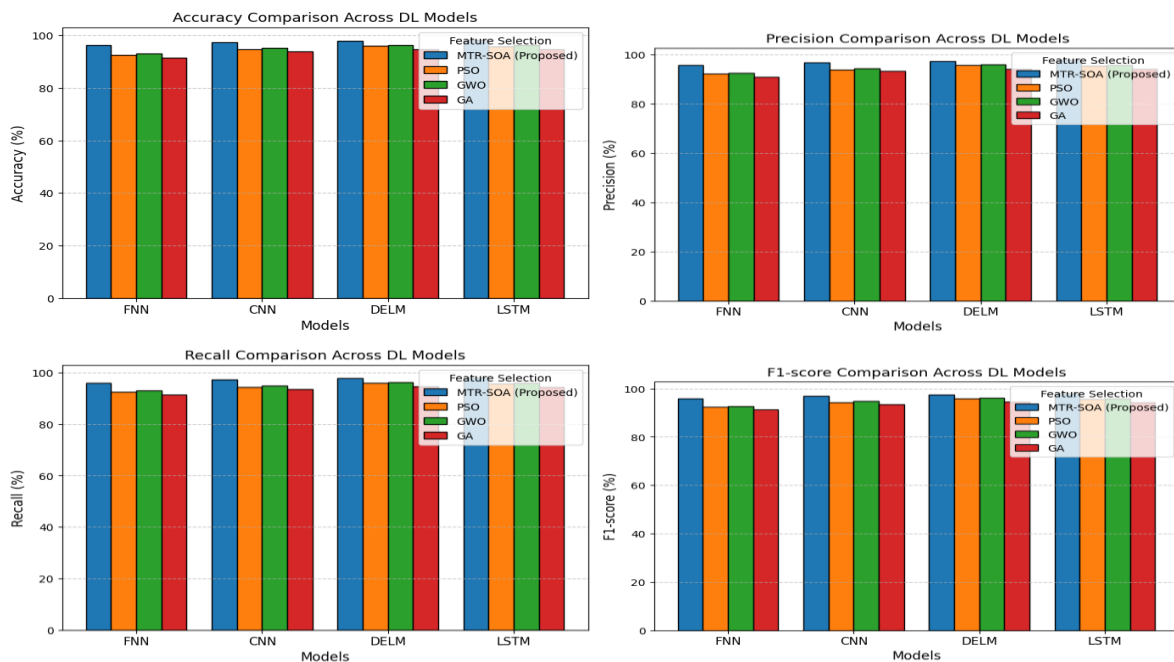 Accuracy Comparison Across DL Models
100
80
60
40
20
0
Accuracy (%)
Feature Selection
MTR-SOA (Proposed)
PSO
GWO
GA
FNN
CNN
DELM
LSTM
Models
Precision Comparison Across DL Models
100
80
60
40
20
0
Precision (%)
Feature Selection
MTR-SOA (Proposed)
PSO
GWO
GA
FNN
CNN
DELM
LSTM
Models
Recall Comparison Across DL Models
100
80
60
40
20
0
Recall (%)
Feature Selection
MTR-SOA (Proposed)
PSO
GWO
GA
FNN
CNN
DELM
LSTM
Models
F1-score Comparison Across DL Models
100
80
60
40
20
0
F1-score (%)
Feature Selection
MTR-SOA (Proposed)
PSO
GWO
GA
FNN
CNN
DELM
LSTM
Models